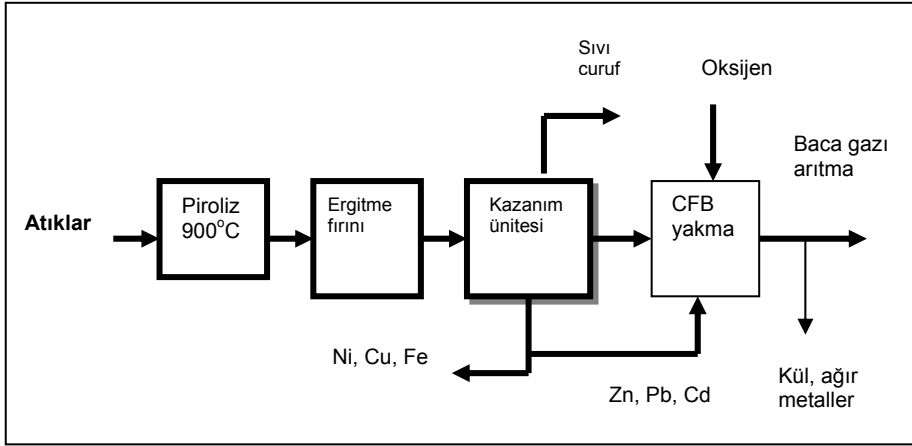 Sıvı
curuf
Oksijen
Baca gazı
arıtma
Atıklar
Piroliz
900°C
Ergitme
fırını
Kazanım
ünitesi
CFB
yakma
Ni, Cu, Fe
Zn, Pb, Cd
Kül, ağır
metaller